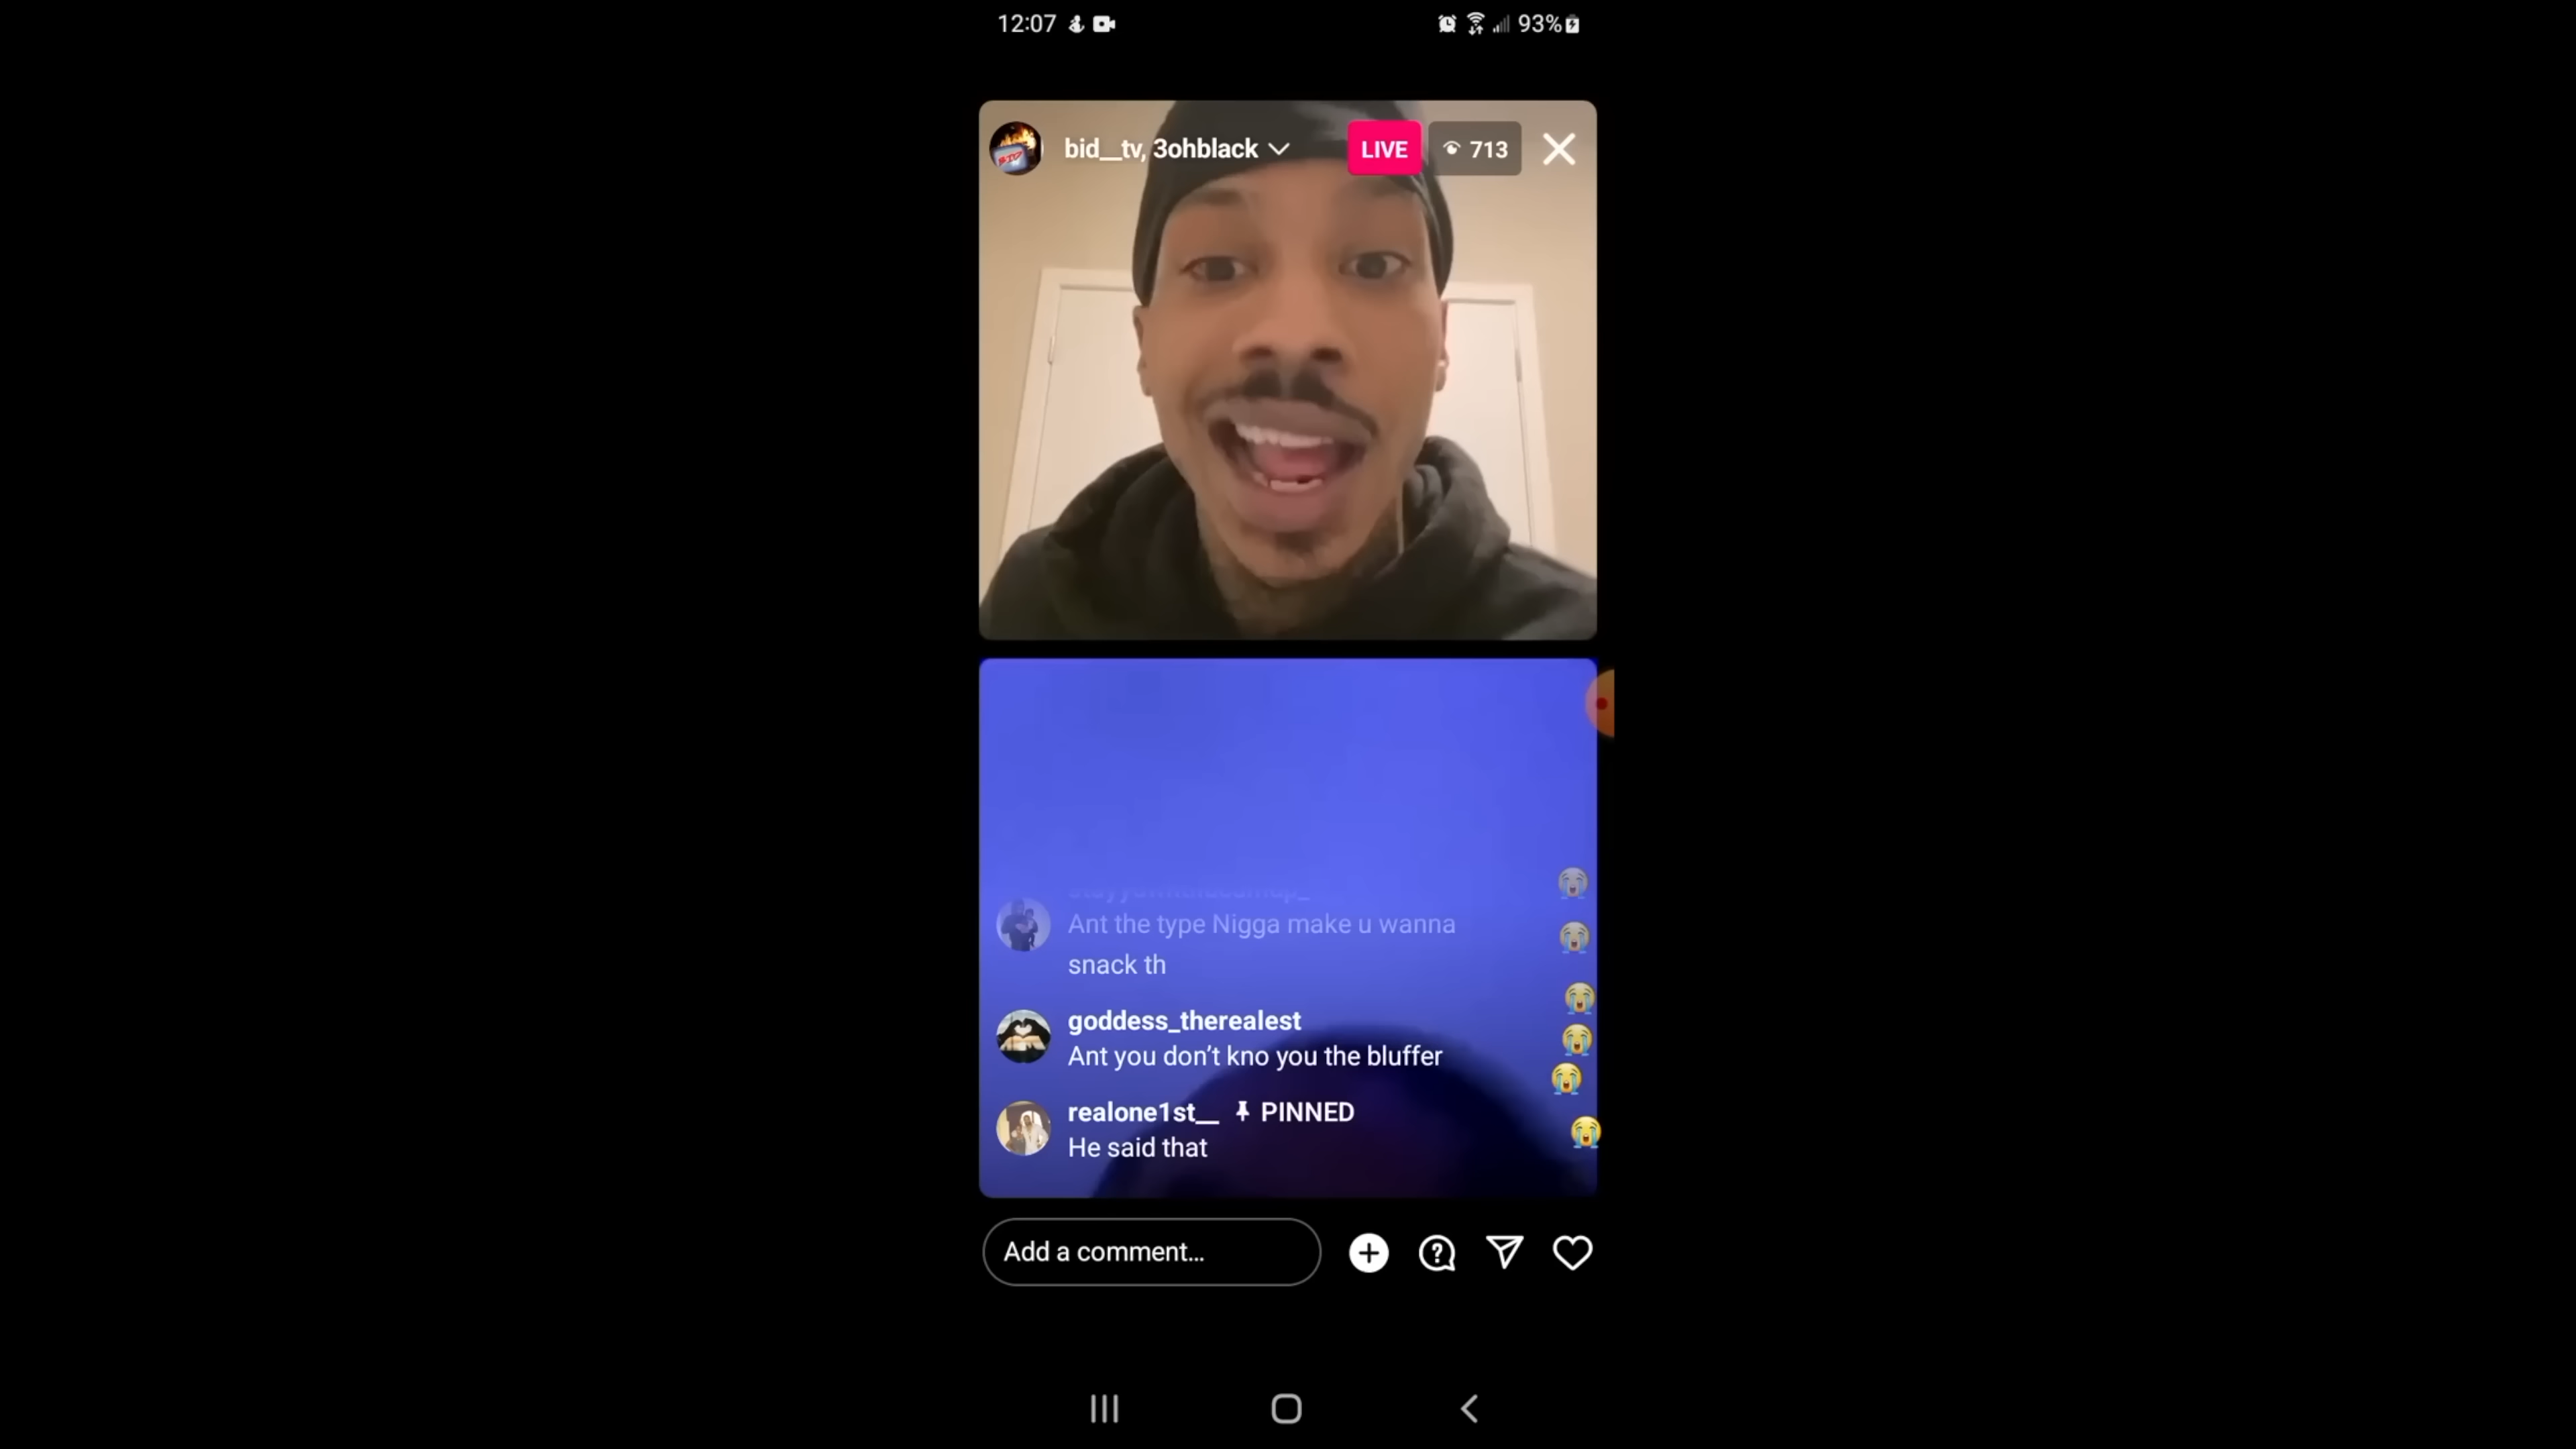 12:07
93%
bid__tv, 3ohblack
LIVE
713
BID
Ant the type Nigga make u wanna
snack th
goddess_therealest
Ant you don't kno you the bluffer
realone1st__ PINNED
He said that
Add a comment...